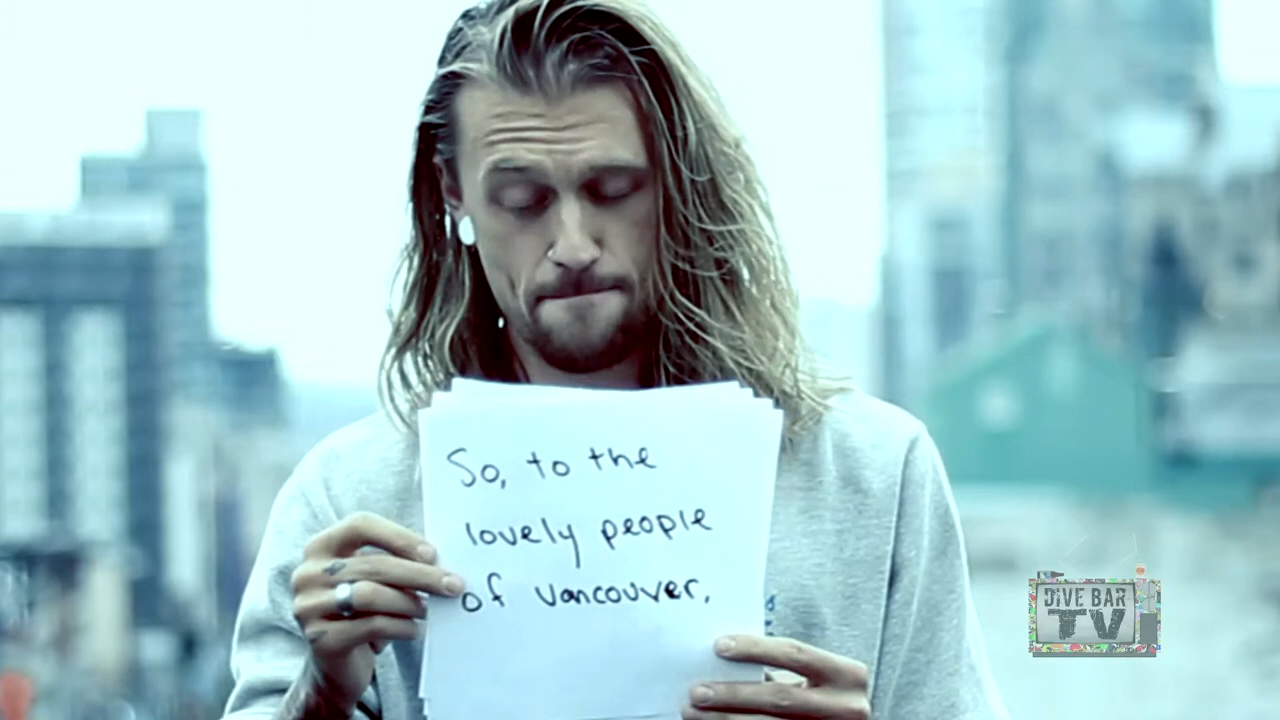 So, to the
lovely people
of vancouver,
DIVE BAR
TV